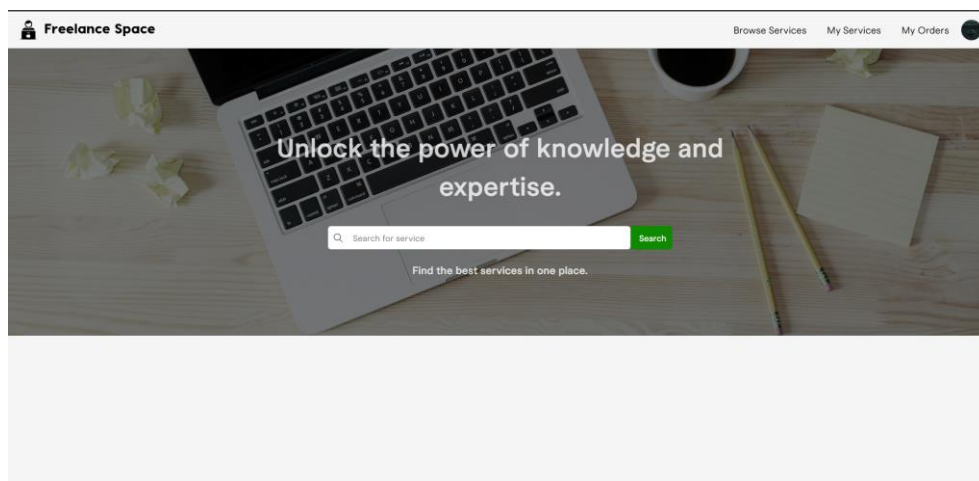 Freelance Space
Browse Services
My Services
My Orders
Unlock the power of knowledge and
expertise.
Search for service
Search
Find the best services in one place.